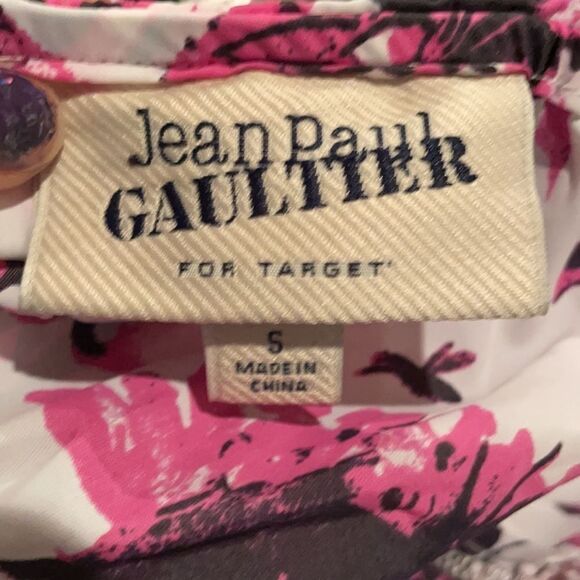 Jean Paul
GAULTIER
FOR TARGET
S
MADE IN
CHINA